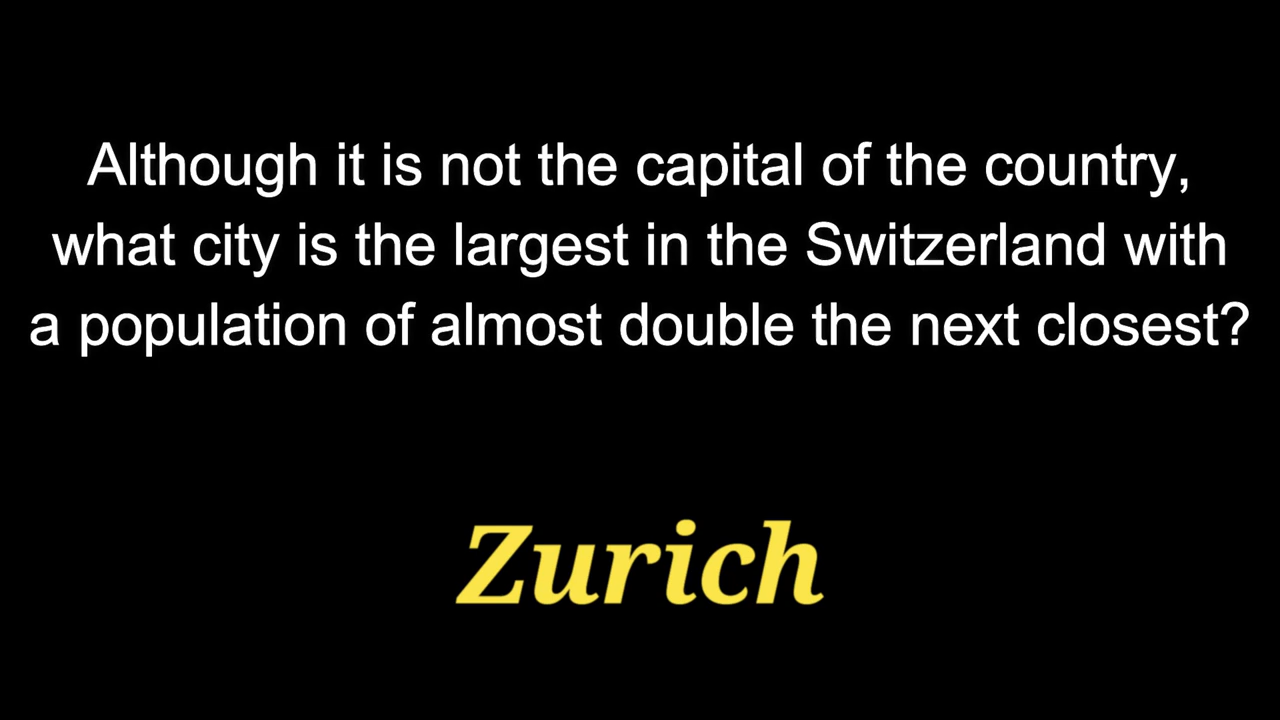 Although it is not the capital of the country,
what city is the largest in the Switzerland with
a population of almost double the next closest?
Zurich